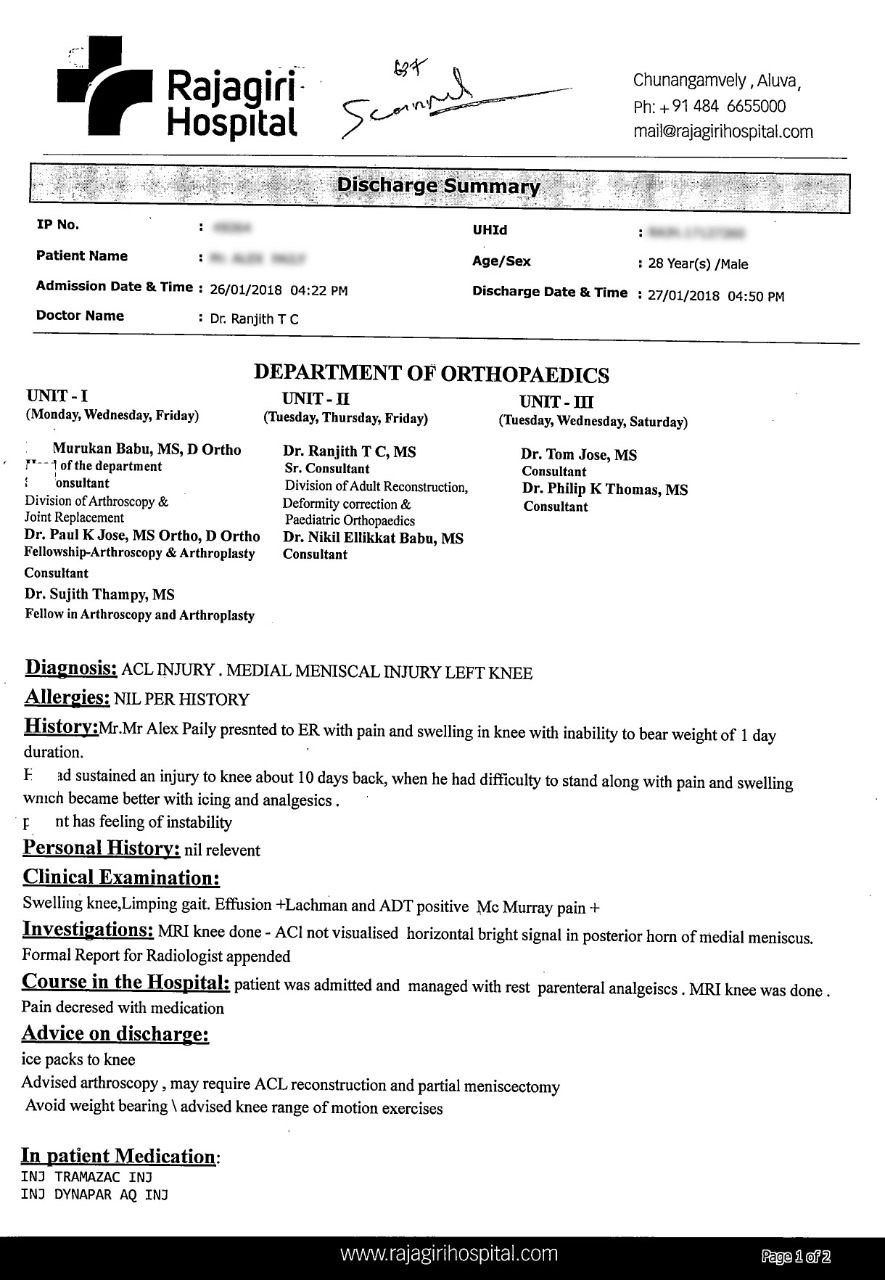 Rajagiri
Hospital
Scanned
Chunangamvely , Aluva,
Ph: + 91 484 6655000
mail@rajagirihospital.com
Discharge Summary
IP No. :
UHId :
Patient Name :
Age/Sex : 28 Year(s) /Male
Admission Date & Time : 26/01/2018 04:22 PM
Discharge Date & Time : 27/01/2018 04:50 PM
Doctor Name : Dr. Ranjith T C
DEPARTMENT OF ORTHOPAEDICS
UNIT - I
(Monday, Wednesday, Friday)
Murukan Babu, MS, D Ortho
of the department
onsultant
Division of Arthroscopy &
Joint Replacement
Dr. Paul K Jose, MS Ortho, D Ortho
Fellowship-Arthroscopy & Arthroplasty
Consultant
Dr. Sujith Thampy, MS
Fellow in Arthroscopy and Arthroplasty
UNIT - II
(Tuesday, Thursday, Friday)
Dr. Ranjith T C, MS
Sr. Consultant
Division of Adult Reconstruction,
Deformity correction &
Paediatric Orthopaedics
Dr. Nikil Ellikkat Babu, MS
Consultant
UNIT - III
(Tuesday, Wednesday, Saturday)
Dr. Tom Jose, MS
Consultant
Dr. Philip K Thomas, MS
Consultant
Diagnosis: ACL INJURY . MEDIAL MENISCAL INJURY LEFT KNEE
Allergies: NIL PER HISTORY
History:Mr.Mr Alex Paily presnted to ER with pain and swelling in knee with inability to bear weight of 1 day
duration.
ad sustained an injury to knee about 10 days back, when he had difficulty to stand along with pain and swelling
which became better with icing and analgesics .
nt has feeling of instability
Personal History: nil relevent
Clinical Examination:
Swelling knee,Limping gait. Effusion +Lachman and ADT positive Mc Murray pain +
Investigations: MRI knee done - ACl not visualised horizontal bright signal in posterior horn of medial meniscus.
Formal Report for Radiologist appended
Course in the Hospital: patient was admitted and managed with rest parenteral analgeiscs . MRI knee was done .
Pain decresed with medication
Advice on discharge:
ice packs to knee
Advised arthroscopy , may require ACL reconstruction and partial meniscectomy
Avoid weight bearing \ advised knee range of motion exercises
In patient Medication:
INJ TRAMAZAC INJ
INJ DYNAPAR AQ INJ
www.rajagirihospital.com
Page 1 of 2